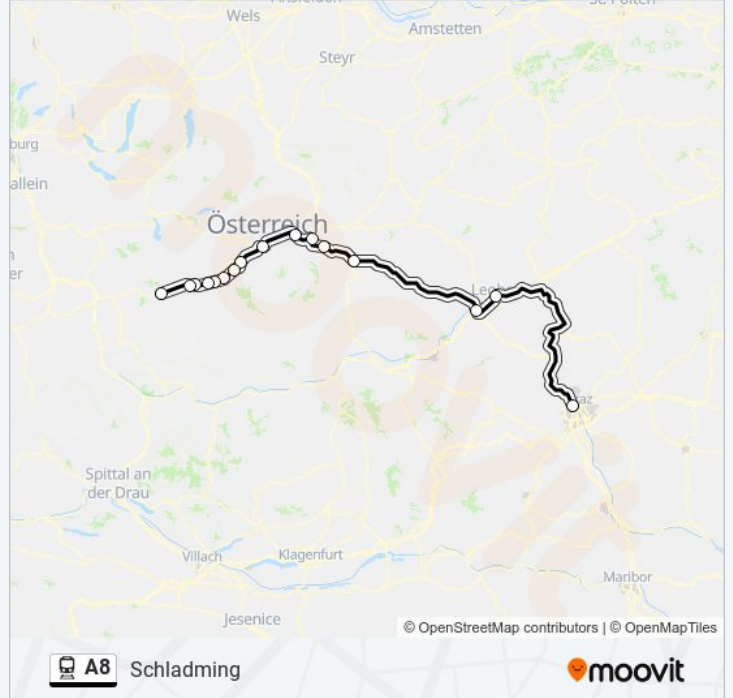 Wels
Amstetten
Steyr
burg
allein
Österreich
er
Spittal an
der Drau
Villach
Klagenfurt
Maribor
Jesenice
© OpenStreetMap contributors | © OpenMapTiles
A8 Schladming
moovit